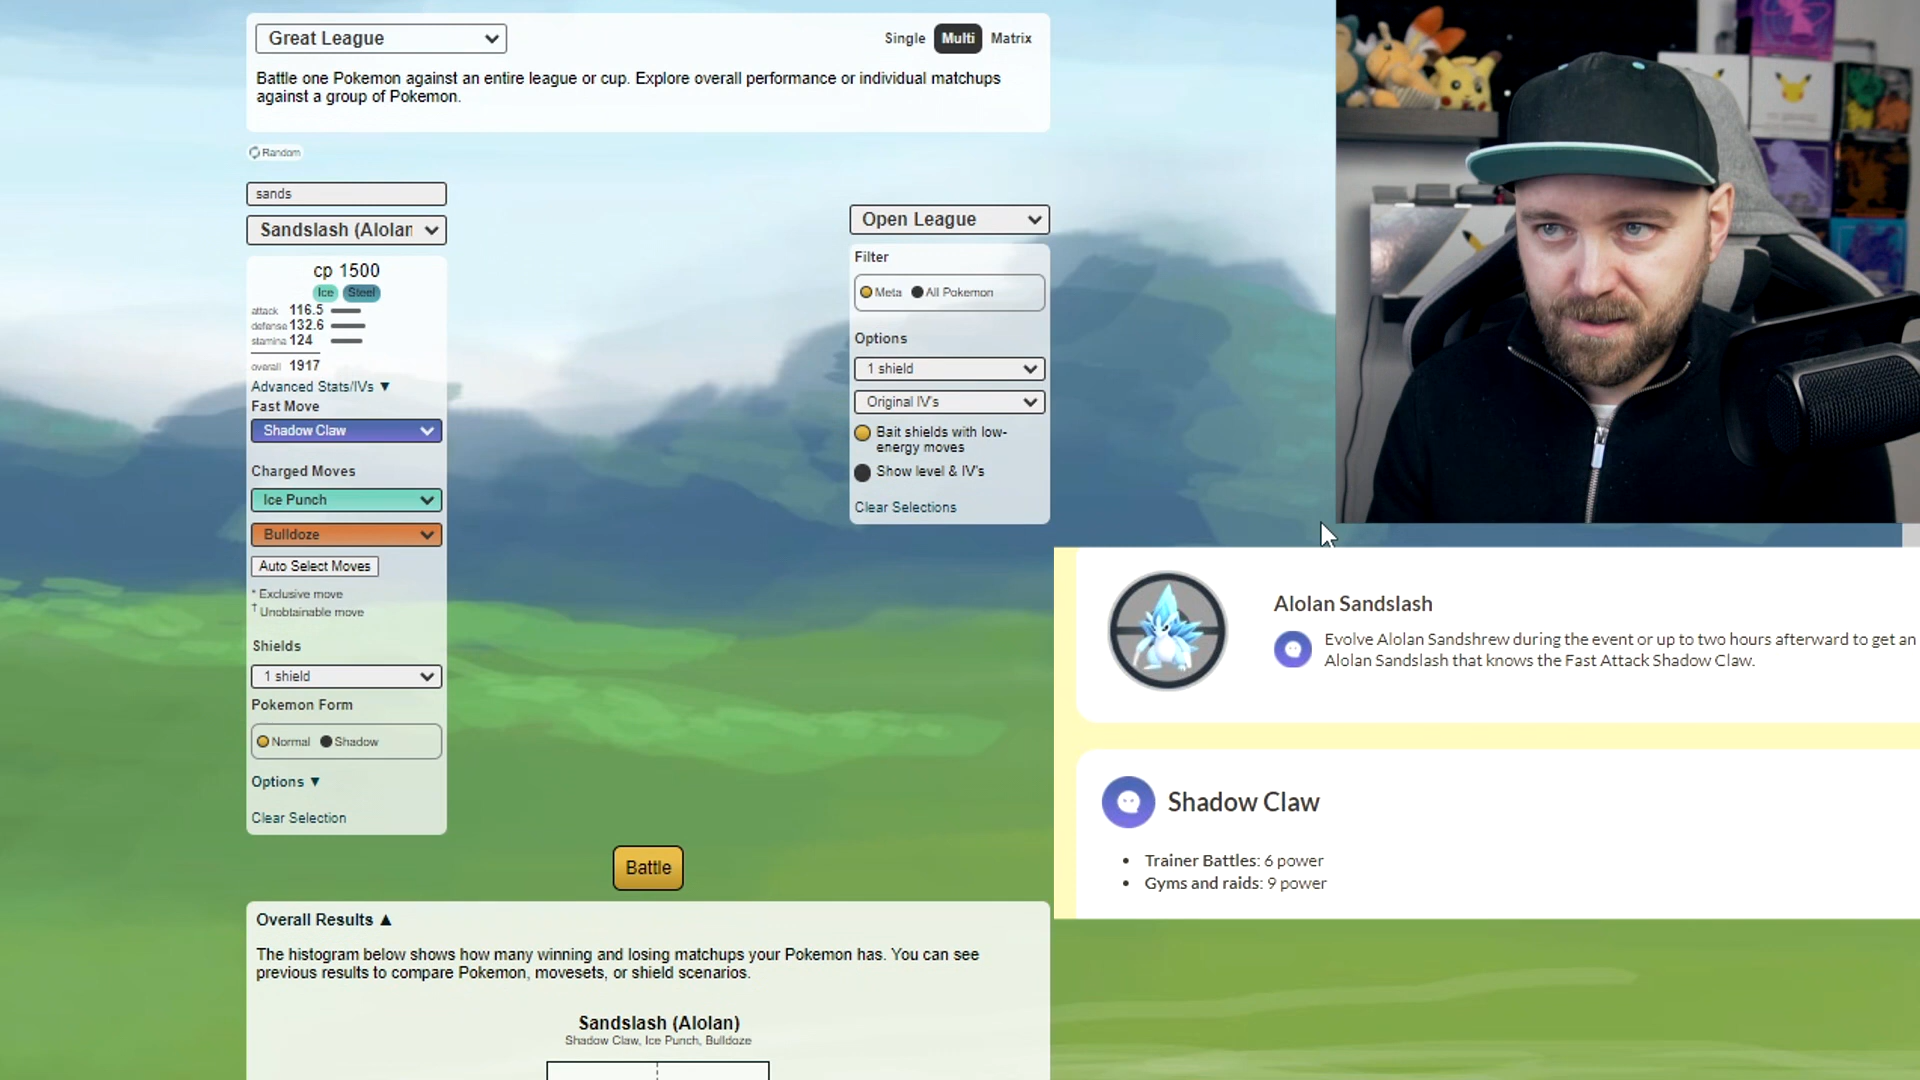 Great League
Single Multi Matrix
Battle one Pokemon against an entire league or cup. Explore overall performance or individual matchups
against a group of Pokemon.
Random
sands
Sandslash (Alolan
cp 1500
Ice Steel
attack 116.5
defense 132.6
stamina 124
overall 1917
Advanced Stats/IVs ▼
Fast Move
Shadow Claw
Charged Moves
Ice Punch
Bulldoze
Auto Select Moves
* Exclusive move
† Unobtainable move
Shields
1 shield
Pokemon Form
Normal Shadow
Options ▼
Clear Selection
Open League
Filter
Meta All Pokemon
Options
1 shield
Original IV's
Bait shields with low-
energy moves
Show level & IV's
Clear Selections
Battle
Overall Results ▲
The histogram below shows how many winning and losing matchups your Pokemon has. You can see
previous results to compare Pokemon, movesets, or shield scenarios.
Sandslash (Alolan)
Shadow Claw, Ice Punch, Bulldoze
Alolan Sandslash
Evolve Alolan Sandshrew during the event or up to two hours afterward to get an
Alolan Sandslash that knows the Fast Attack Shadow Claw.
Shadow Claw
• Trainer Battles: 6 power
• Gyms and raids: 9 power